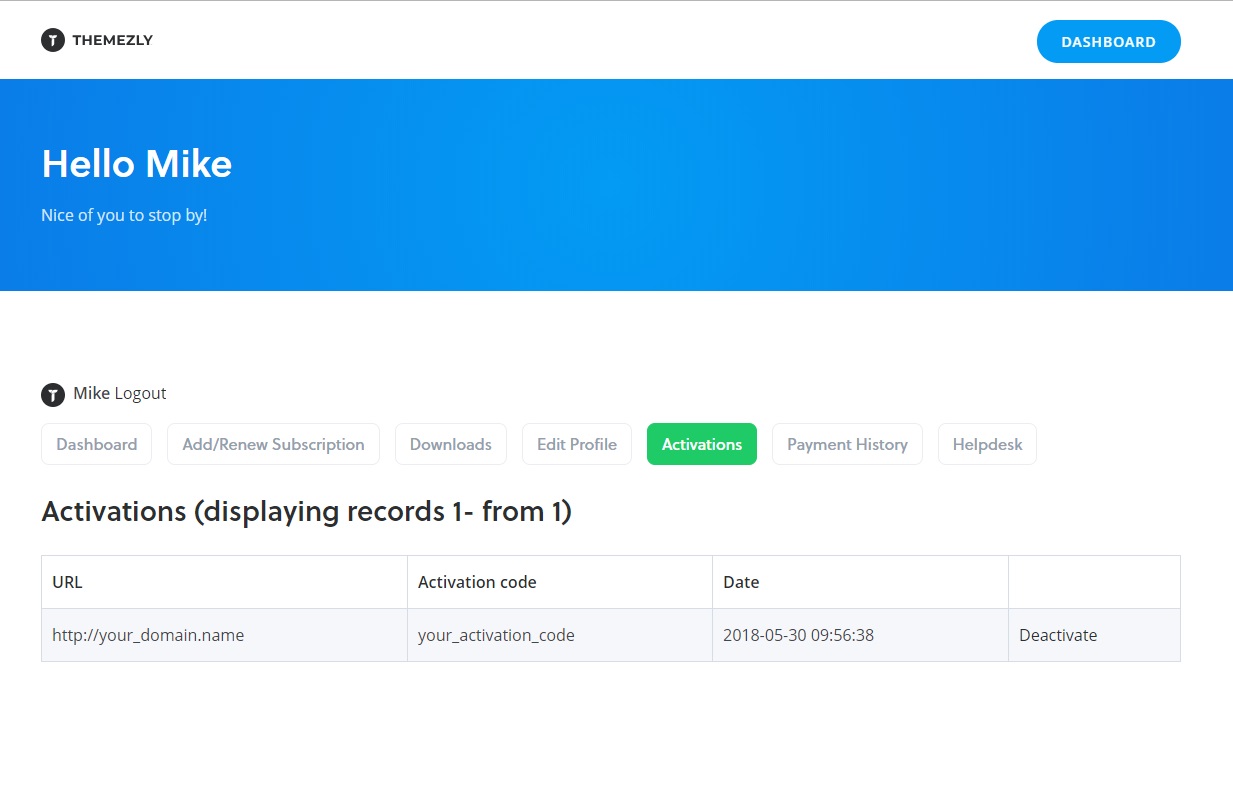 THEMEZLY
DASHBOARD
Hello Mike
Nice of you to stop by!
Mike Logout
Dashboard Add/Renew Subscription Downloads Edit Profile Activations Payment History Helpdesk
Activations (displaying records 1- from 1)
URL Activation code Date
http://your_domain.name your_activation_code 2018-05-30 09:56:38 Deactivate